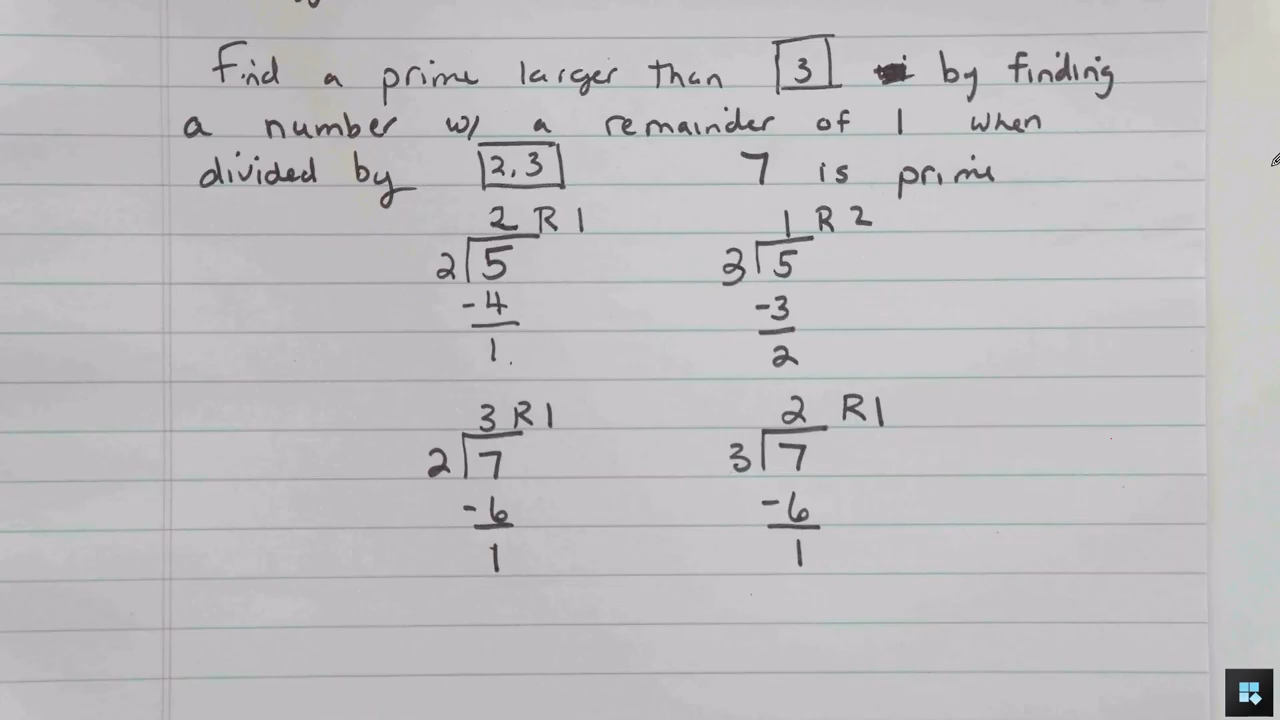 Find a prime larger than 3 by finding
a number w/ a remainder of 1 when
divided by 2,3 7 is prime
2 R 1 1 R 2
2 5 3 5
-4 -3
1 2
3 R 1 2 R 1
2 7 3 7
-6 -6
1 1